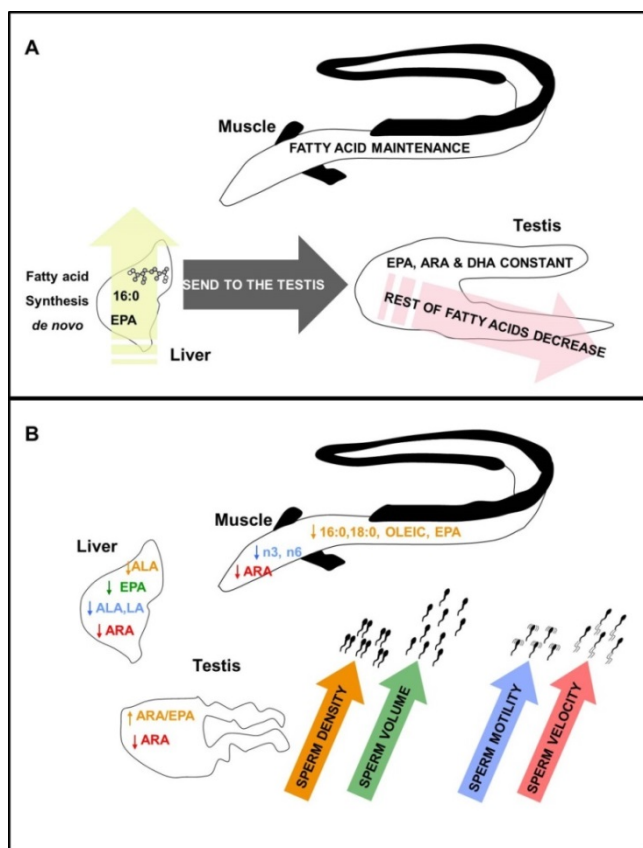 A
Muscle
FATTY ACID MAINTENANCE
Testis
Fatty acid
Synthesis
de novo
16:0
EPA
Liver
SEND TO THE TESTIS
EPA, ARA & DHA CONSTANT
REST OF FATTY ACIDS DECREASE
B
Muscle
↓16:0,18:0, OLEIC, EPA
↓n3, n6
↓ARA
Liver
↓ALA
↓EPA
↓ALA,LA
↓ARA
Testis
↑ARA/EPA
↓ARA
SPERM DENSITY
SPERM VOLUME
SPERM MOTILITY
SPERM VELOCITY